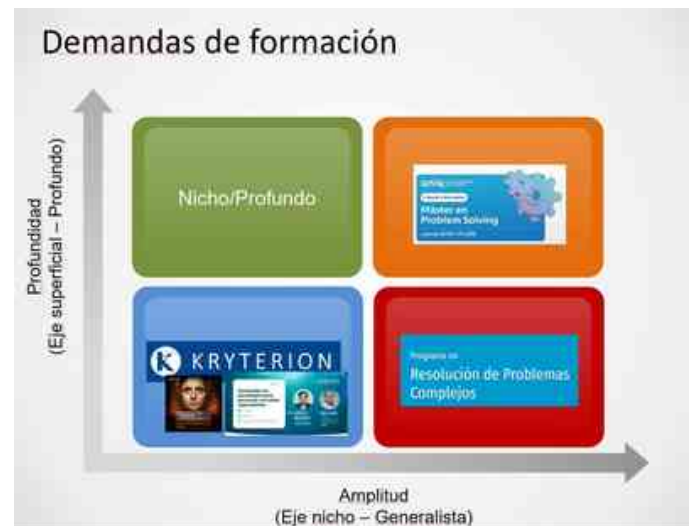 Demandas de formación
Profundidad
(Eje superficial – Profundo)
Nicho/Profundo
Máster en
Problem Solving
KRYTERION
Programa en
Resolución de Problemas
Complejos
Amplitud
(Eje nicho – Generalista)